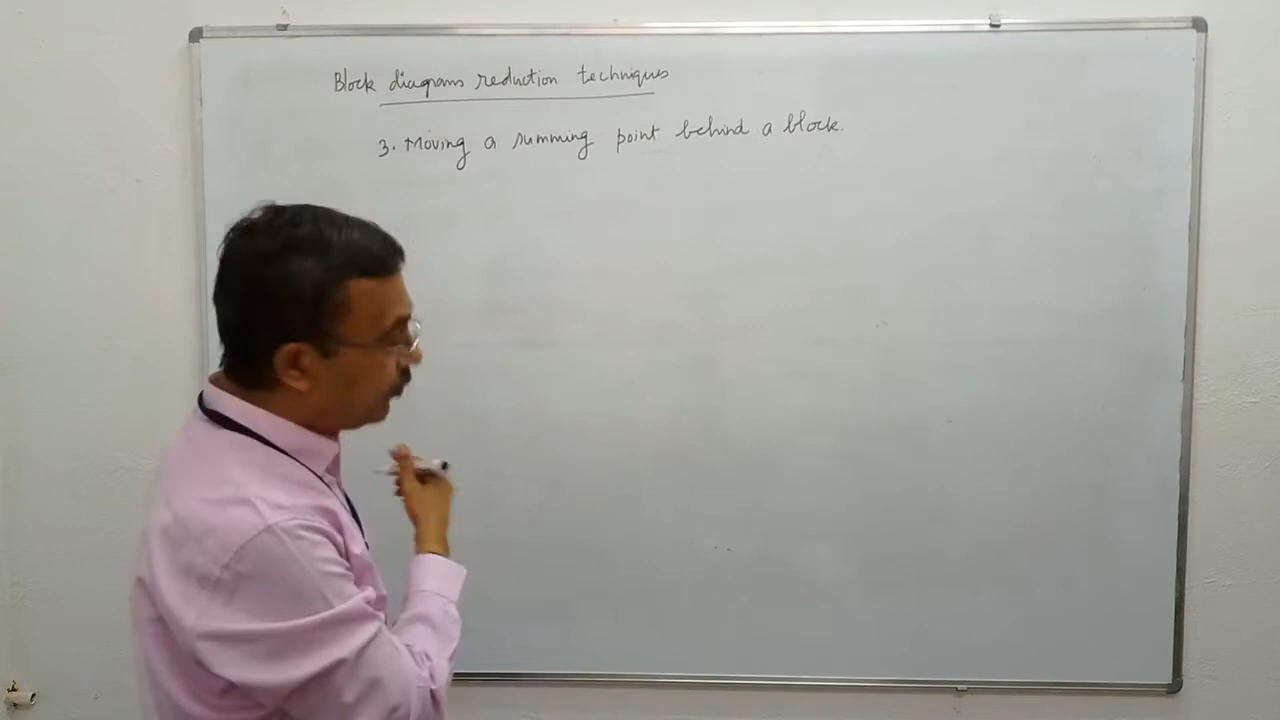 Block diagrams reduction techniques
3. Moving a summing point behind a block.